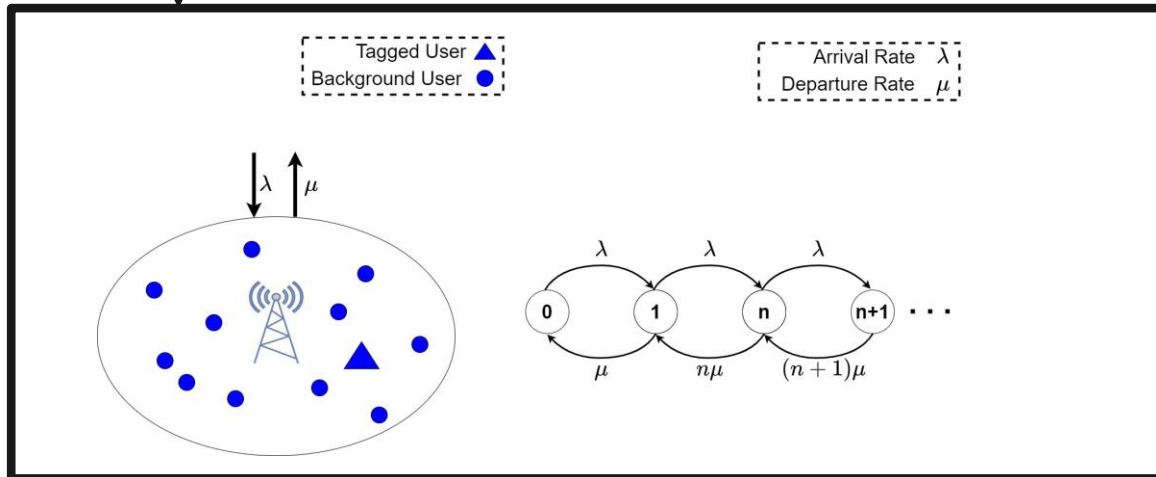 Tagged User
Background User
Arrival Rate λ
Departure Rate μ
λ μ
λ λ λ
0 1 n n+1 . . .
μ nμ (n + 1)μ